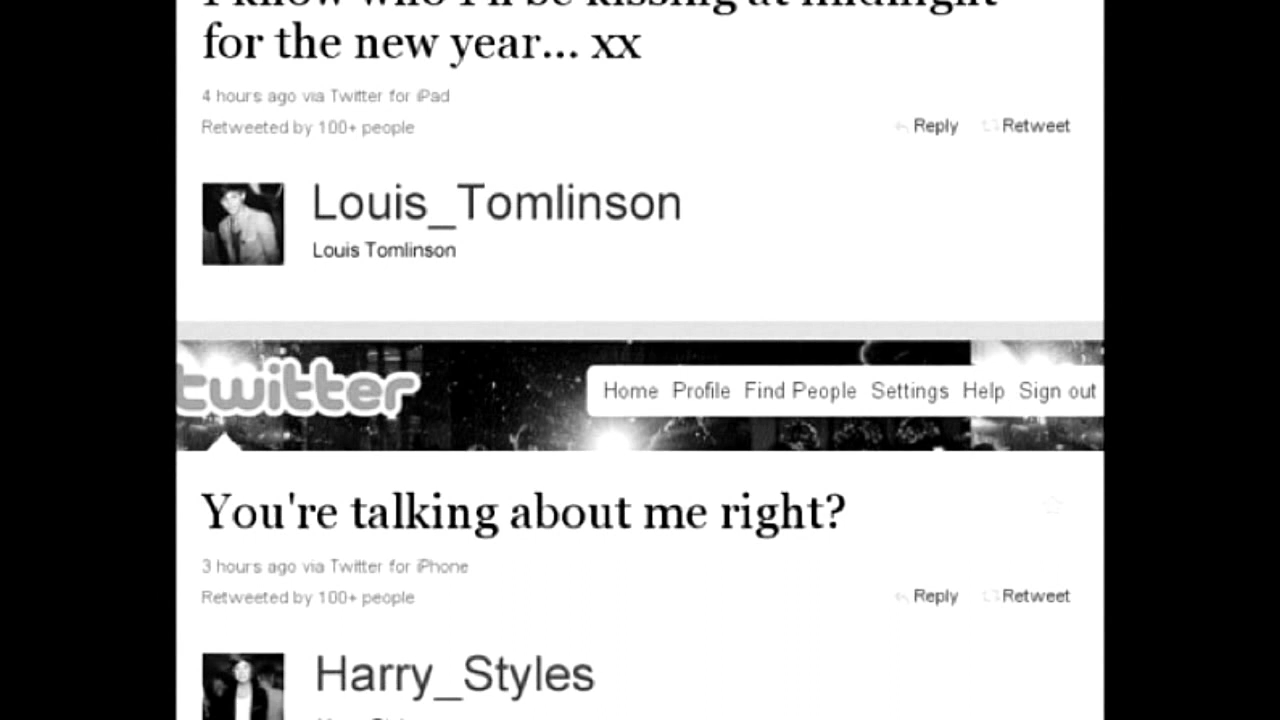 I know who I'll be kissing at midnight
for the new year... xx
4 hours ago via Twitter for iPad
Retweeted by 100+ people
Reply Retweet
Louis_Tomlinson
Louis Tomlinson
twitter
Home Profile Find People Settings Help Sign out
You're talking about me right?
3 hours ago via Twitter for iPhone
Retweeted by 100+ people
Reply Retweet
Harry_Styles